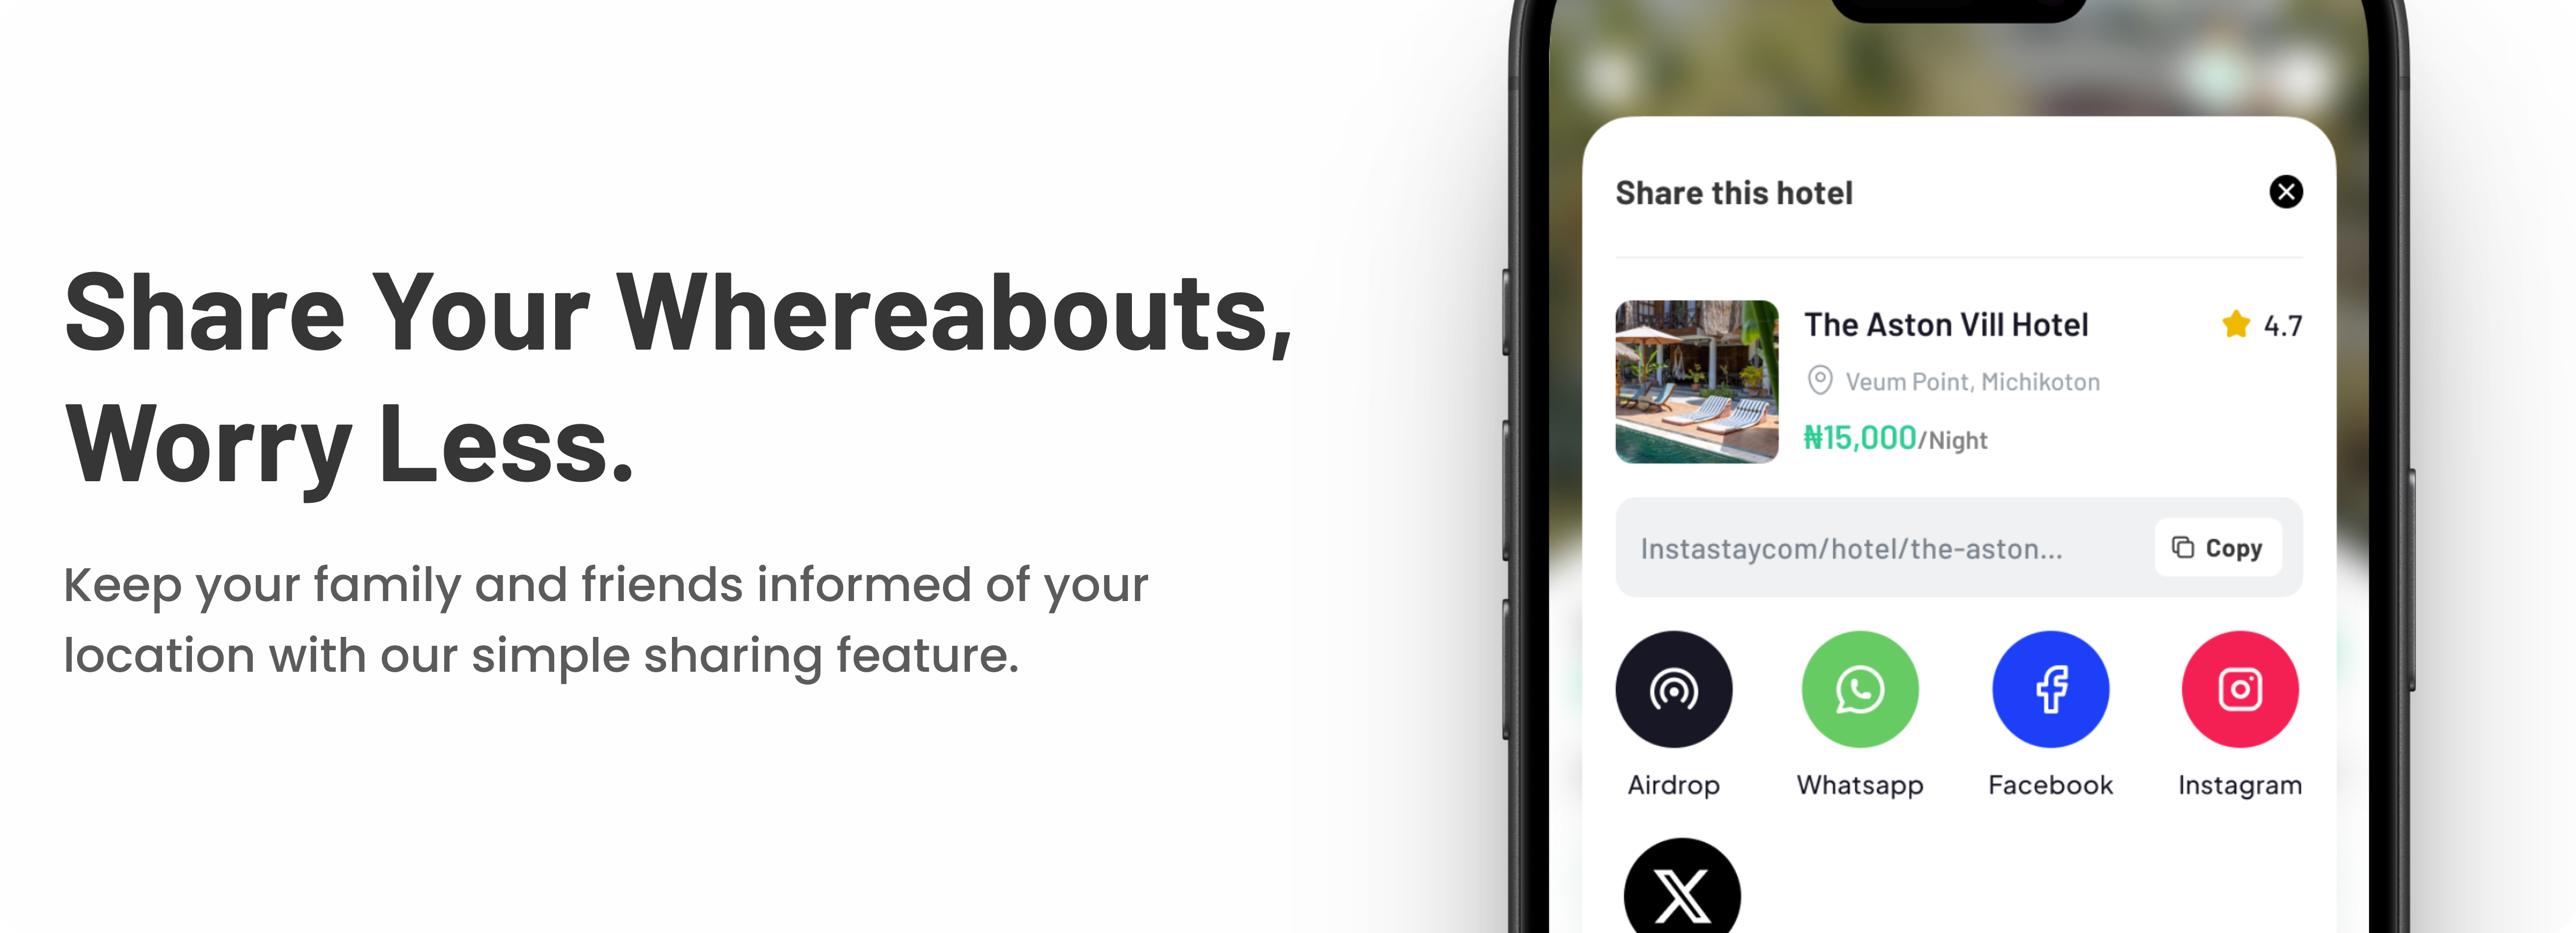 Share Your Whereabouts,
Worry Less.
Keep your family and friends informed of your
location with our simple sharing feature.
Share this hotel
The Aston Vill Hotel
4.7
Veum Point, Michikoton
₦15,000/Night
Instastaycom/hotel/the-aston...
Copy
Airdrop
Whatsapp
Facebook
Instagram